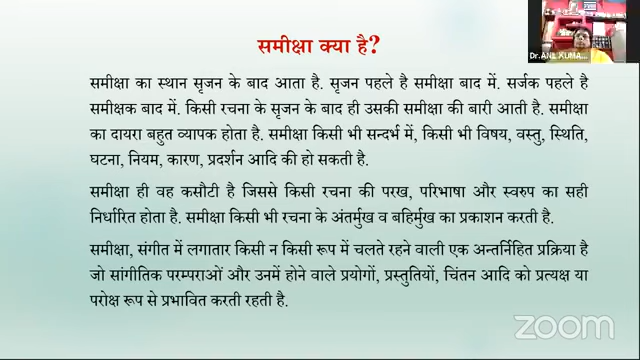 Dr. ANIL KUMA...
समीक्षा क्या है?
समीक्षा का स्थान सृजन के बाद आता है. सृजन पहले है समीक्षा बाद में. सर्जक पहले है
समीक्षक बाद में. किसी रचना के सृजन के बाद ही उसकी समीक्षा की बारी आती है. समीक्षा
का दायरा बहुत व्यापक होता है. समीक्षा किसी भी सन्दर्भ में, किसी भी विषय, वस्तु, स्थिति,
घटना, नियम, कारण, प्रदर्शन आदि की हो सकती है.
समीक्षा ही वह कसौटी है जिससे किसी रचना की परख, परिभाषा और स्वरुप का सही
निर्धारित होता है. समीक्षा किसी भी रचना के अंतर्मुख व बहिर्मुख का प्रकाशन करती है.
समीक्षा, संगीत में लगातार किसी न किसी रूप में चलते रहने वाली एक अन्तर्निहित प्रक्रिया है
जो सांगीतिक परम्पराओं और उनमें होने वाले प्रयोगों, प्रस्तुतियों, चिंतन आदि को प्रत्यक्ष या
परोक्ष रूप से प्रभावित करती रहती है.
zoom